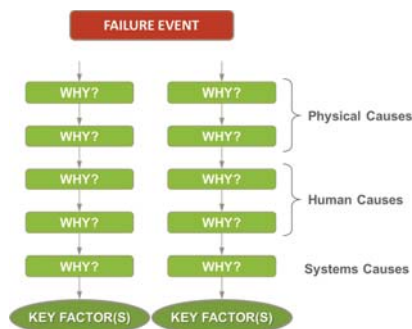 FAILURE EVENT
WHY? WHY?
Physical Causes
WHY? WHY?
WHY? WHY?
Human Causes
WHY? WHY?
WHY? WHY?
Systems Causes
KEY FACTOR(S) KEY FACTOR(S)